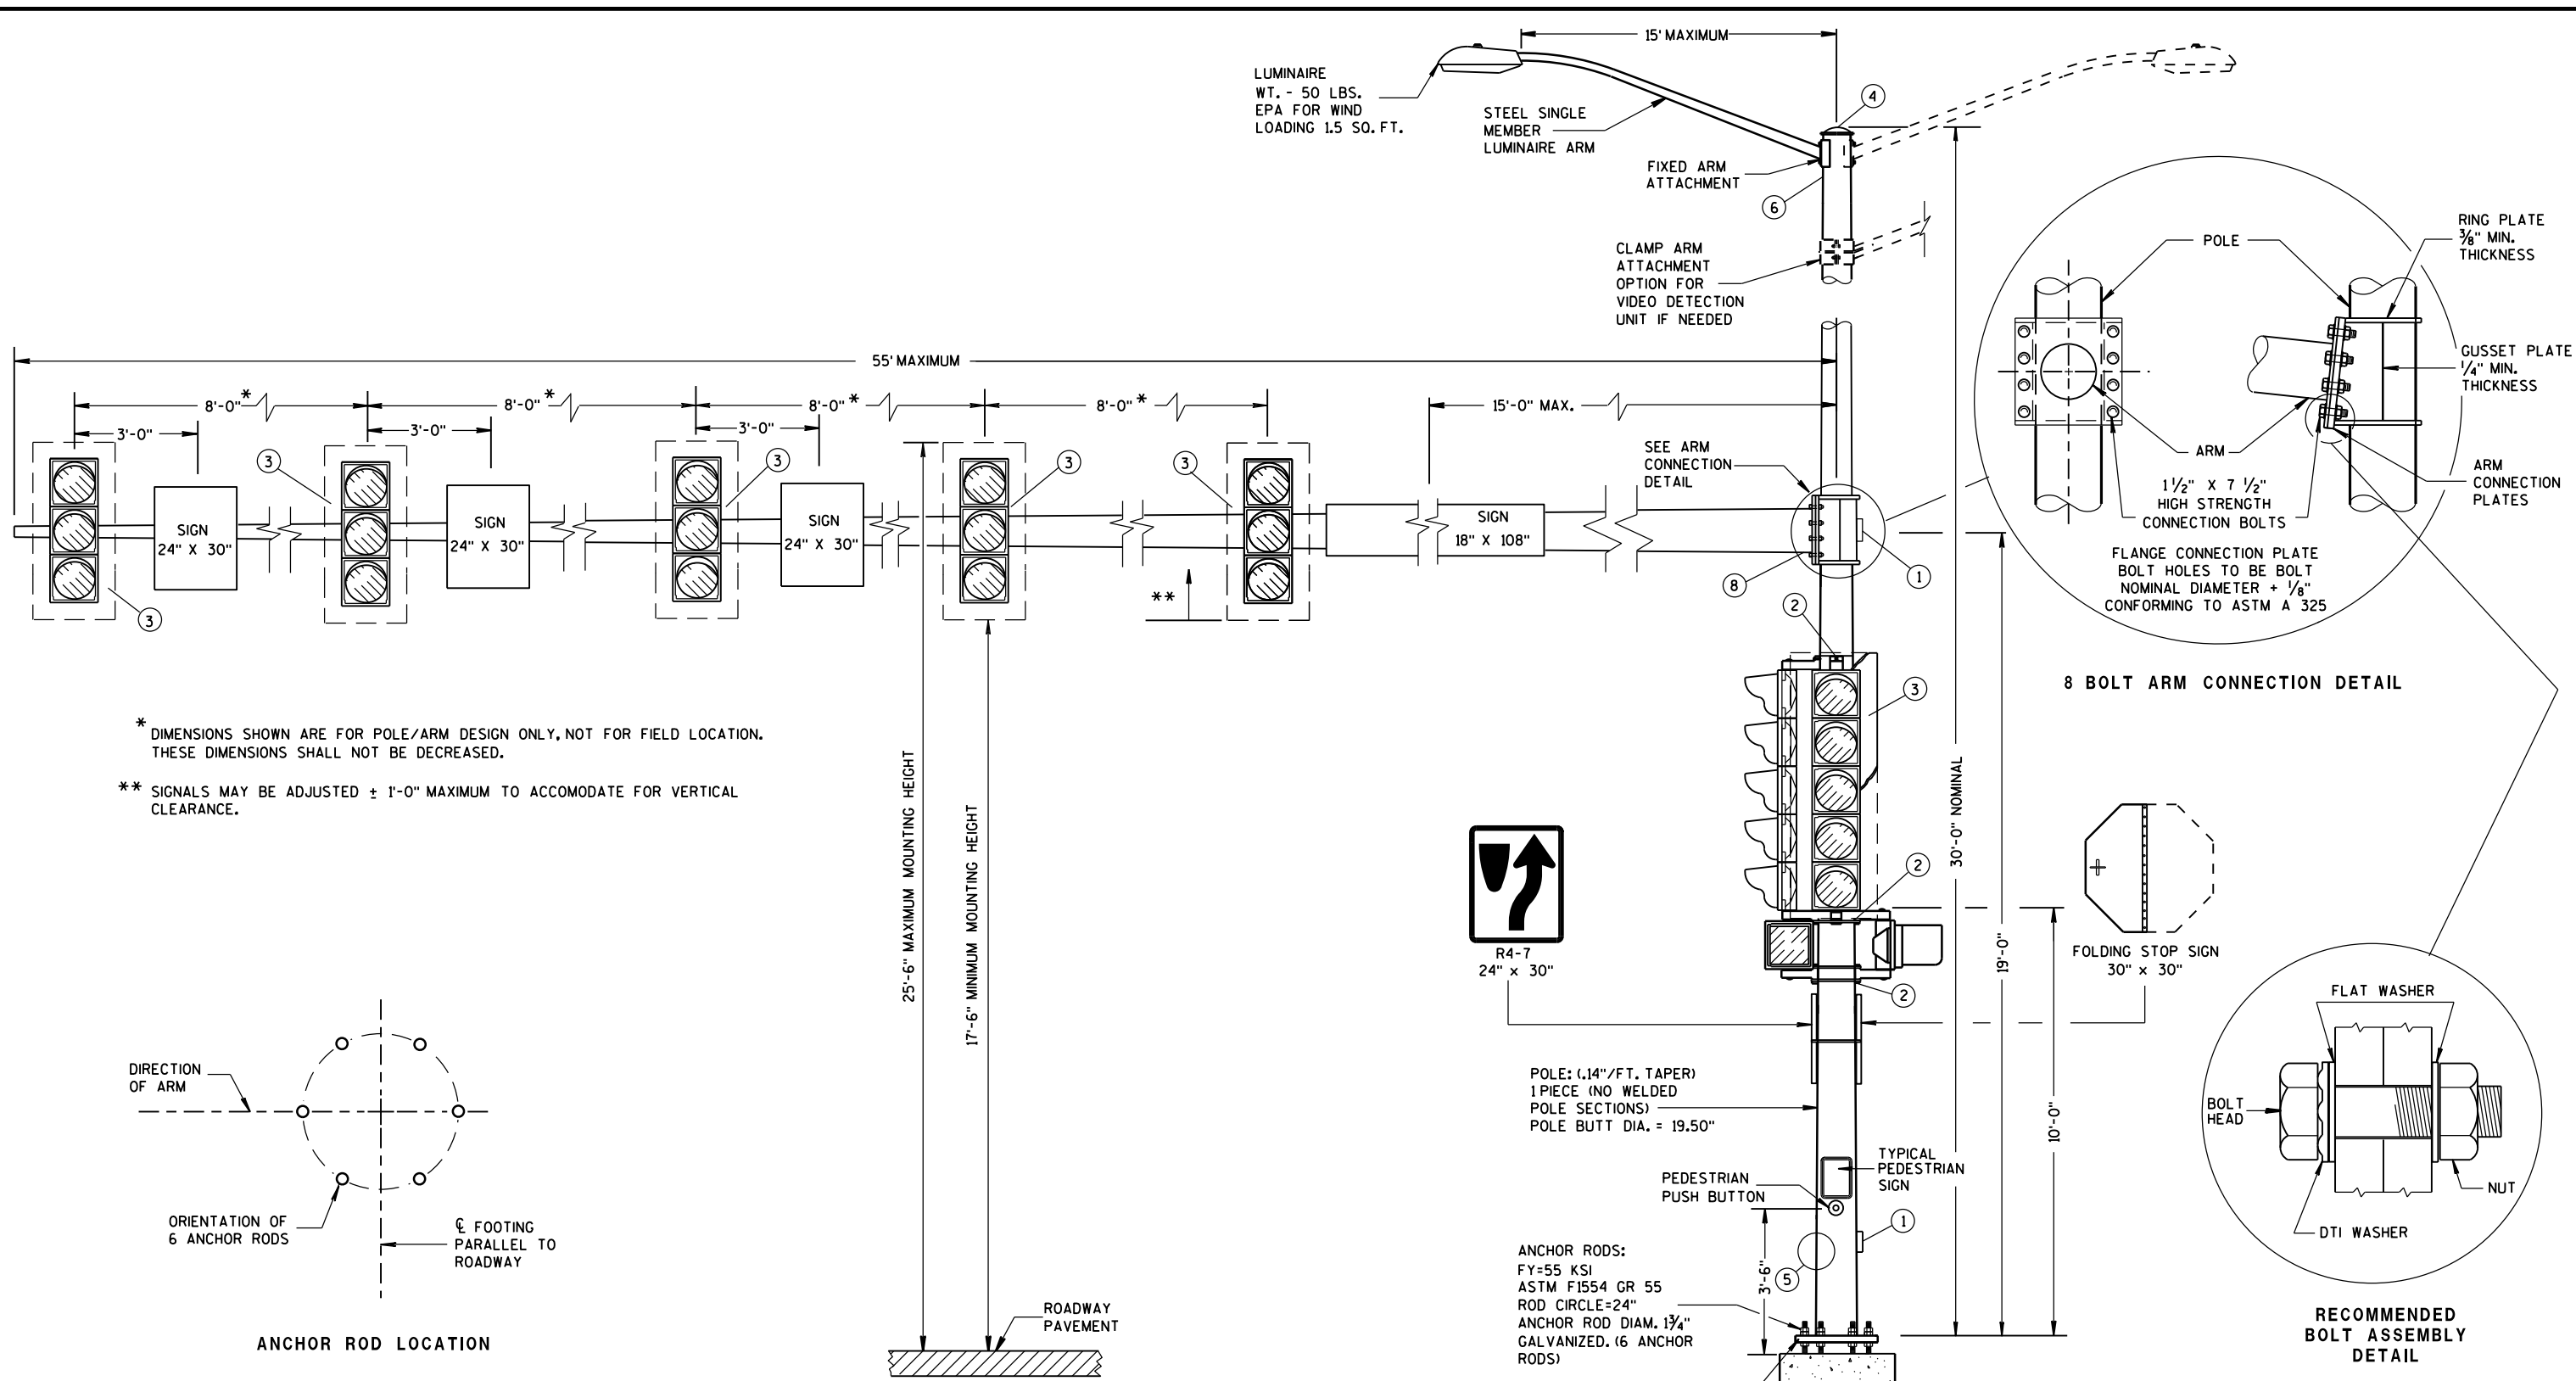 15' MAXIMUM
LUMINAIRE
WT. - 50 LBS.
EPA FOR WIND
LOADING 1.5 SQ. FT.
STEEL SINGLE
MEMBER
LUMINAIRE ARM
4
FIXED ARM
ATTACHMENT
6
CLAMP ARM
ATTACHMENT
OPTION FOR
VIDEO DETECTION
UNIT IF NEEDED
POLE
RING PLATE
3/8" MIN.
THICKNESS
GUSSET PLATE
1/4" MIN.
THICKNESS
ARM
ARM
CONNECTION
PLATES
1 1/2" X 7 1/2"
HIGH STRENGTH
CONNECTION BOLTS
FLANGE CONNECTION PLATE
BOLT HOLES TO BE BOLT
NOMINAL DIAMETER + 1/8"
CONFORMING TO ASTM A 325
8 BOLT ARM CONNECTION DETAIL
55' MAXIMUM
8'-0" *
8'-0" *
8'-0" *
8'-0" *
15'-0" MAX.
3'-0"
3'-0"
3'-0"
3
3
3
3
3
SIGN
24" X 30"
SIGN
24" X 30"
SIGN
24" X 30"
SIGN
18" X 108"
**
SEE ARM
CONNECTION
DETAIL
8
1
2
3
* DIMENSIONS SHOWN ARE FOR POLE/ARM DESIGN ONLY, NOT FOR FIELD LOCATION.
THESE DIMENSIONS SHALL NOT BE DECREASED.
** SIGNALS MAY BE ADJUSTED ± 1'-0" MAXIMUM TO ACCOMODATE FOR VERTICAL
CLEARANCE.
25'-6" MAXIMUM MOUNTING HEIGHT
17'-6" MINIMUM MOUNTING HEIGHT
30'-0" NOMINAL
19'-0"
10'-0"
2
2
R4-7
24" x 30"
FOLDING STOP SIGN
30" x 30"
DIRECTION
OF ARM
ORIENTATION OF
6 ANCHOR RODS
℄ FOOTING
PARALLEL TO
ROADWAY
ANCHOR ROD LOCATION
ROADWAY
PAVEMENT
POLE: (.14"/FT. TAPER)
1 PIECE (NO WELDED
POLE SECTIONS)
POLE BUTT DIA. = 19.50"
TYPICAL
PEDESTRIAN
SIGN
PEDESTRIAN
PUSH BUTTON
1
5
3'-6"
ANCHOR RODS:
FY=55 KSI
ASTM F1554 GR 55
ROD CIRCLE=24"
ANCHOR ROD DIAM. 1 3/4"
GALVANIZED. (6 ANCHOR
RODS)
FLAT WASHER
BOLT
HEAD
NUT
DTI WASHER
RECOMMENDED
BOLT ASSEMBLY
DETAIL